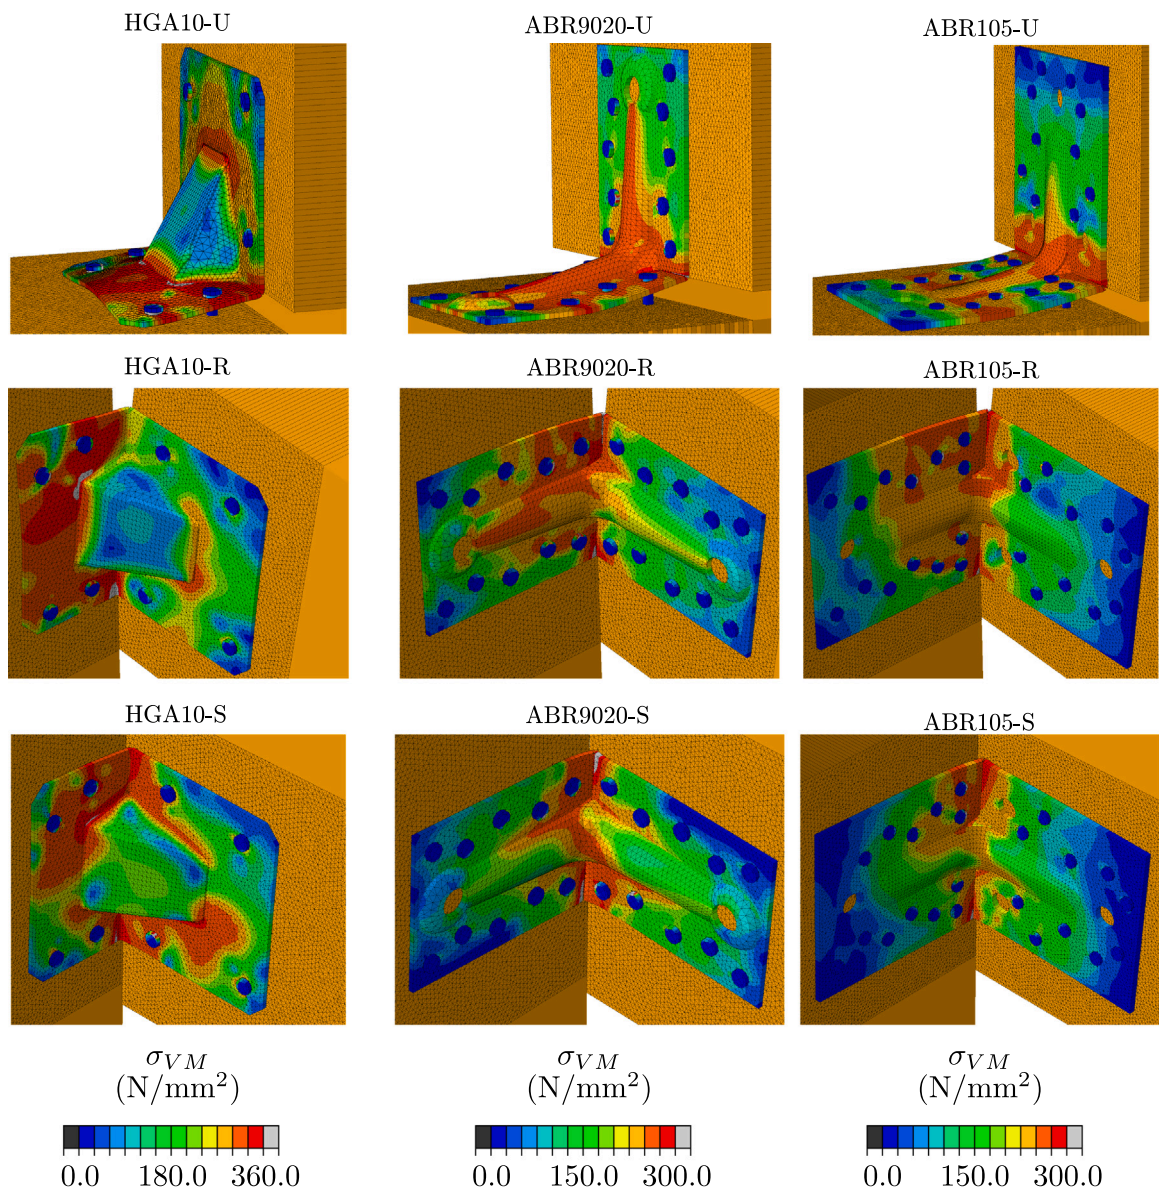 HGA10-U ABR9020-U ABR105-U
HGA10-R ABR9020-R ABR105-R
HGA10-S ABR9020-S ABR105-S
σVM σVM σVM
(N/mm²) (N/mm²) (N/mm²)
0.0 180.0 360.0 0.0 150.0 300.0 0.0 150.0 300.0